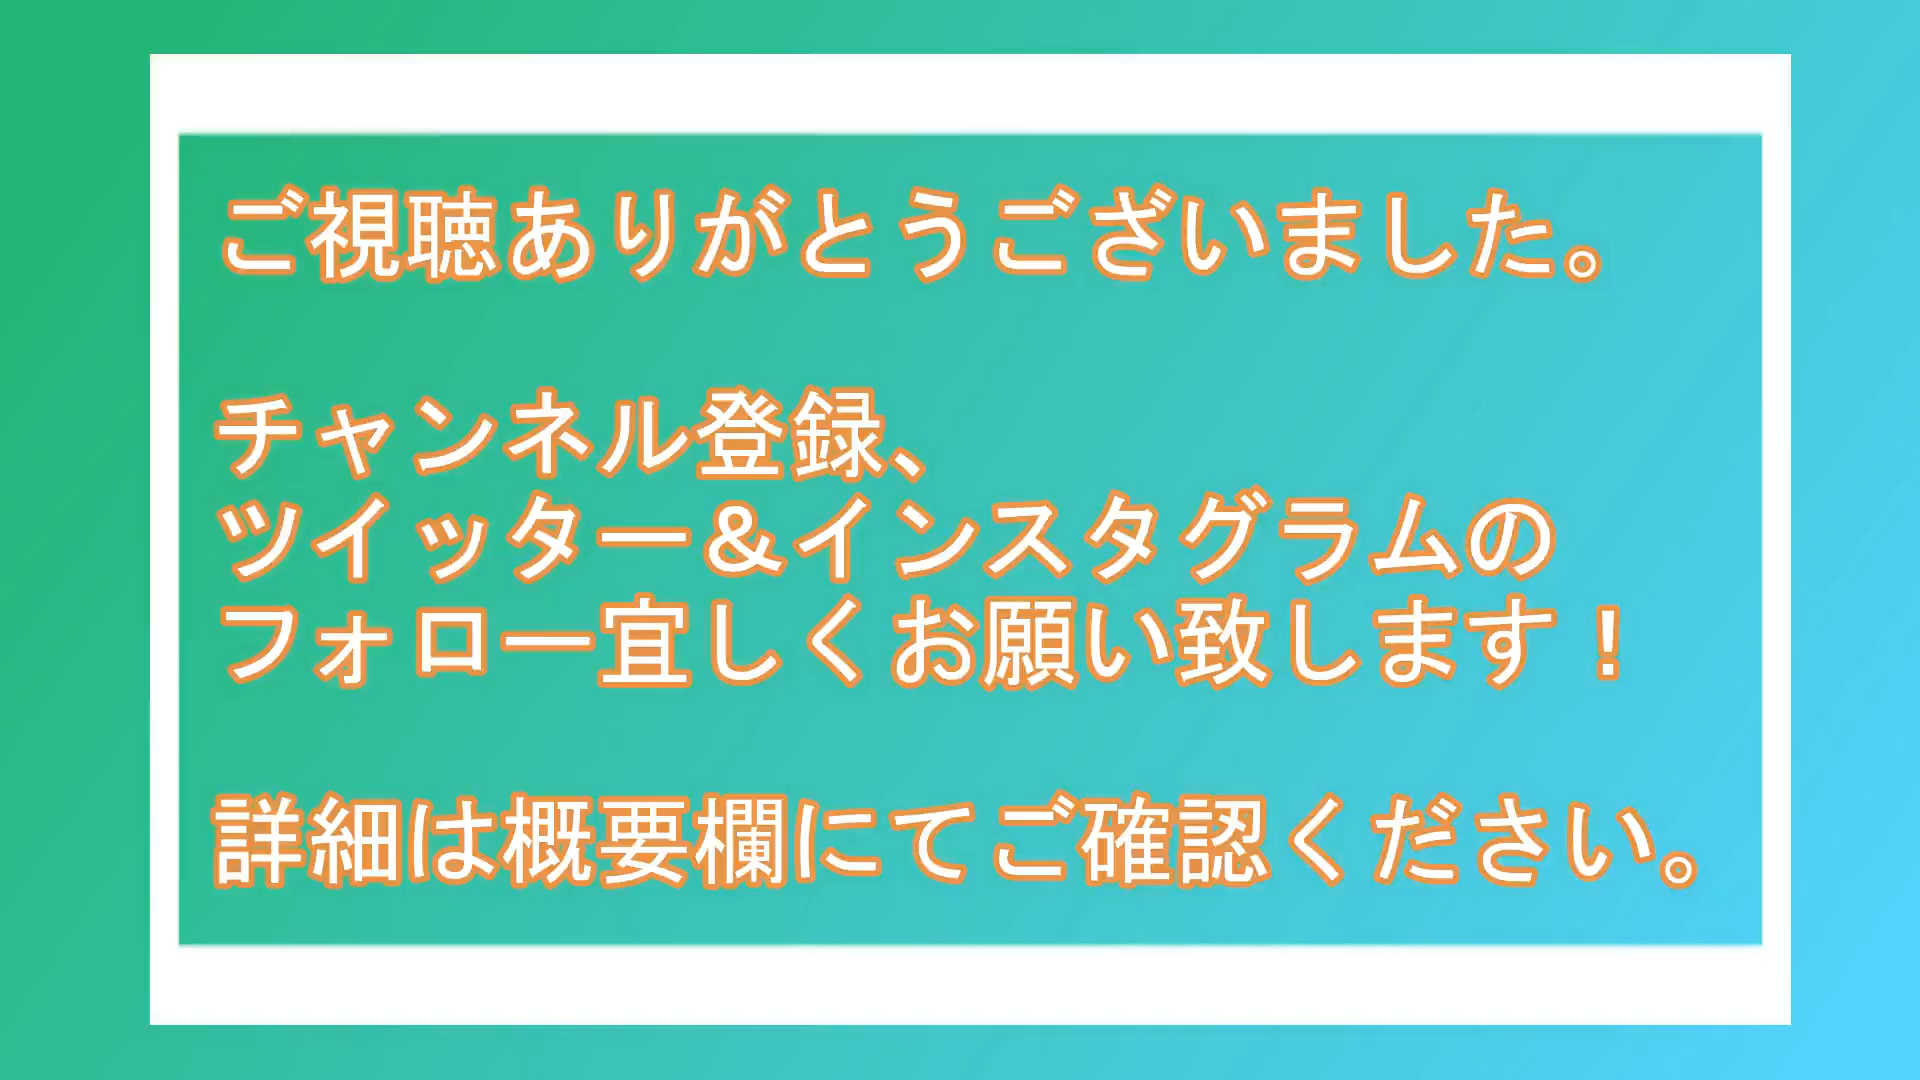 ご視聴ありがとうございました。
チャンネル登録、
ツイッター＆インスタグラムの
フォロー宜しくお願い致します！
詳細は概要欄にてご確認ください。